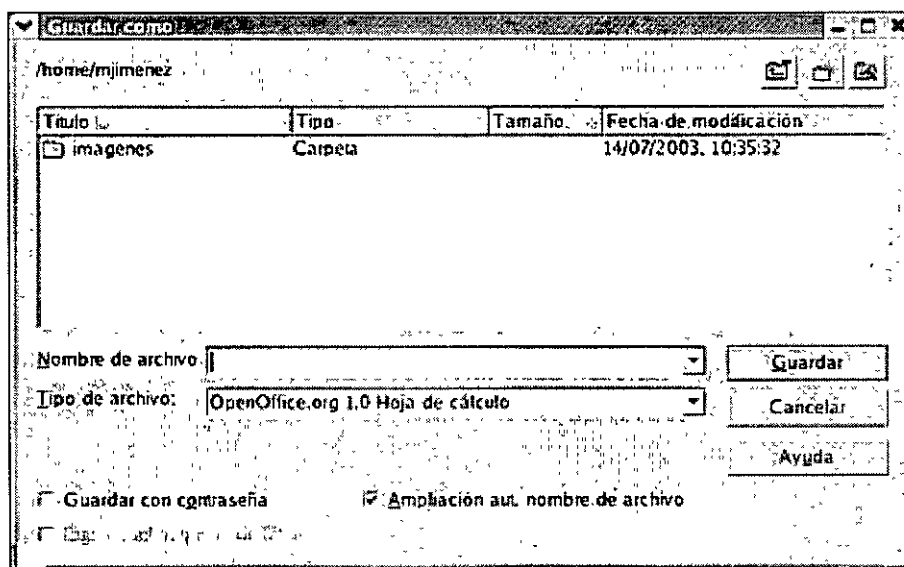 Guardar como
/home/mjimenez
Título Tipo Tamaño Fecha de modificación
imagenes Carpeta 14/07/2003, 10:35:32
Nombre de archivo
Guardar
Tipo de archivo: OpenOffice.org 1.0 Hoja de cálculo
Cancelar
Ayuda
Guardar con contraseña Ampliación aut. nombre de archivo